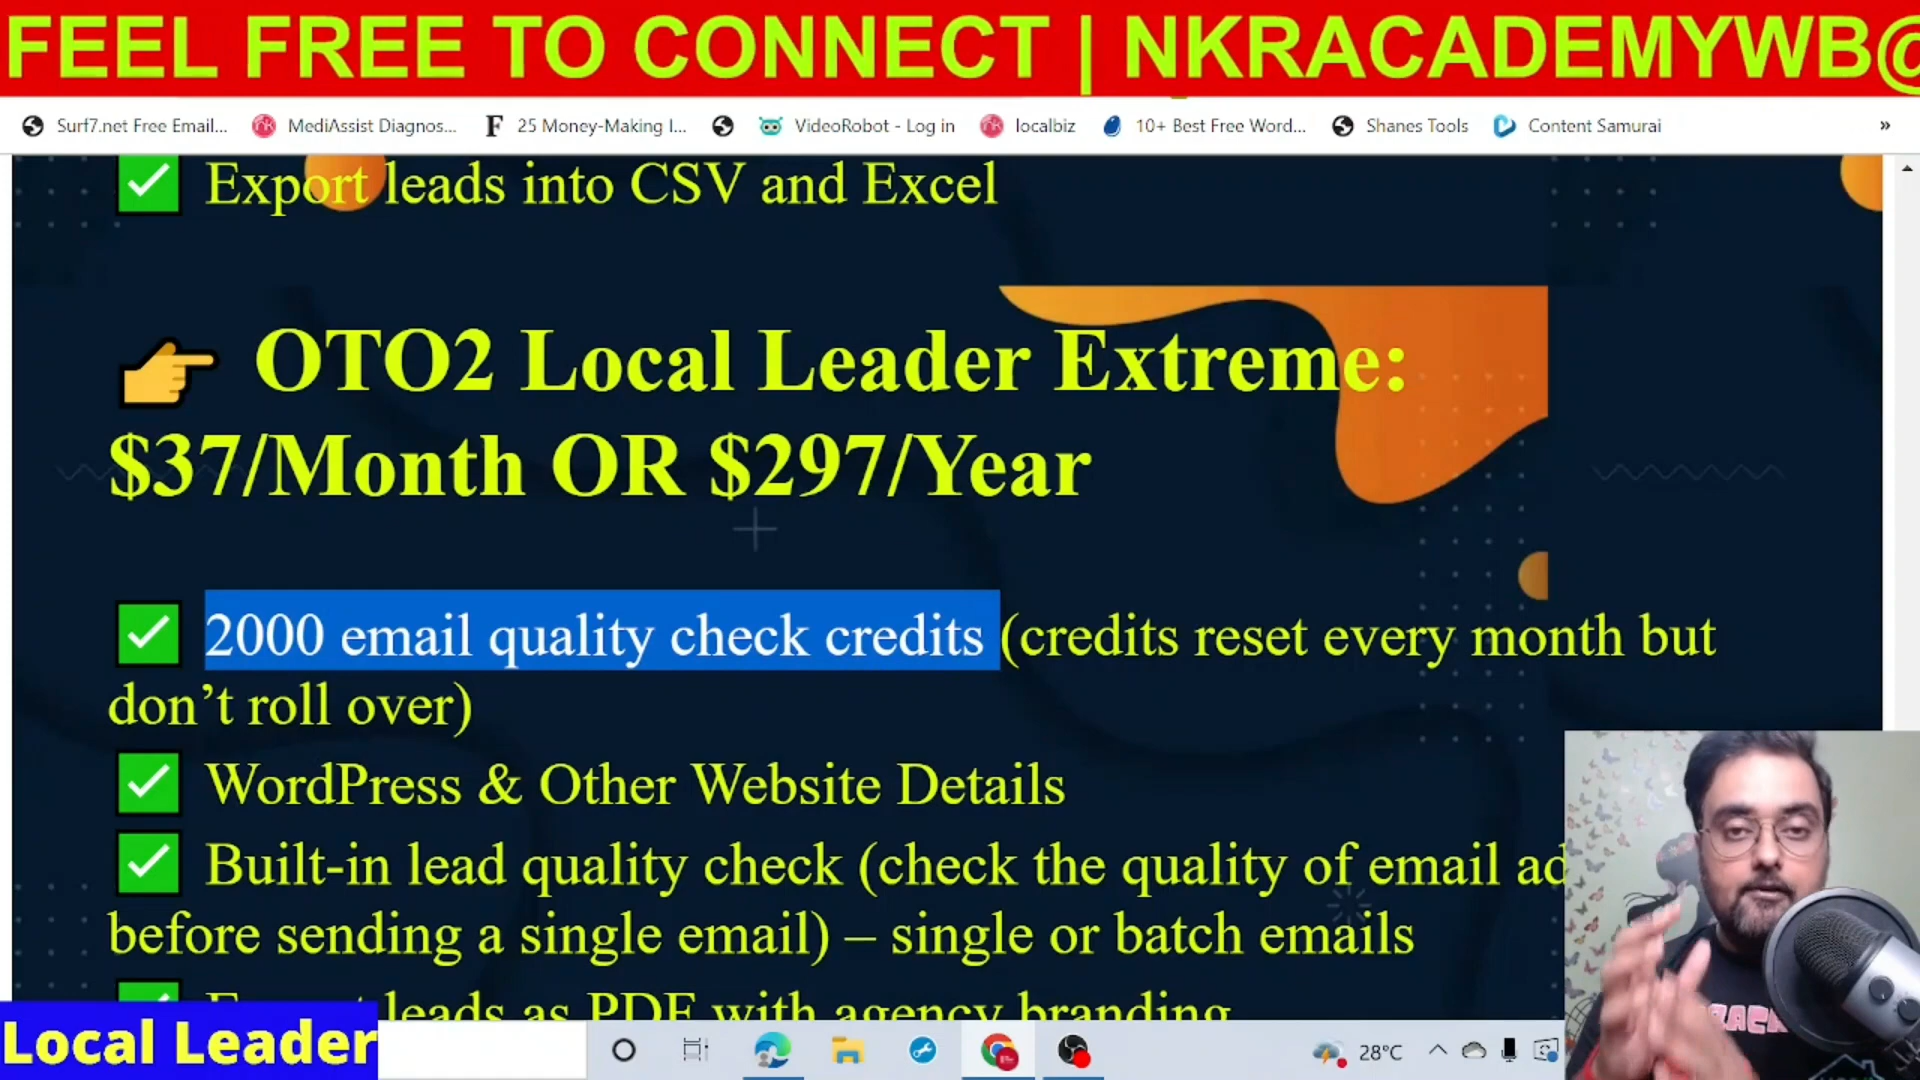 FEEL FREE TO CONNECT | NKRACADEMYWB@
Surf7.net Free Email... MediAssist Diagnos... 25 Money-Making I... VideoRobot - Log in localbiz 10+ Best Free Word... Shanes Tools Content Samurai »
Export leads into CSV and Excel
OTO2 Local Leader Extreme:
$37/Month OR $297/Year
2000 email quality check credits (credits reset every month but
don’t roll over)
WordPress & Other Website Details
Built-in lead quality check (check the quality of email ad
before sending a single email) – single or batch emails
leads as PDF with agency branding
Local Leader
28°C